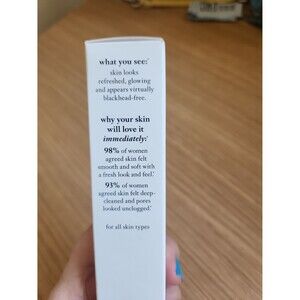 what you see:*
skin looks
refreshed, glowing
and appears virtually
blackhead-free.
why your skin
will love it
immediately:*
98% of women
agreed skin felt
smooth and soft with
a fresh look and feel.*
93% of women
agreed skin felt deep-
cleaned and pores
looked unclogged.*
for all skin types